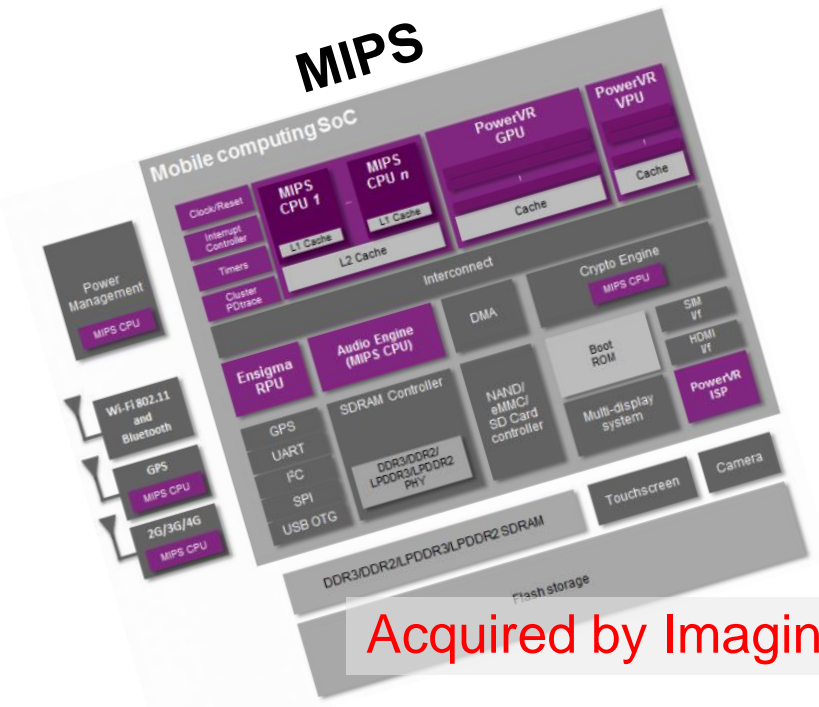 MIPS
Mobile computing SoC
Clock/Reset
Interrupt
Controller
Timers
Cluster
PDtrace
MIPS
CPU 1
L1 Cache
MIPS
CPU n
L1 Cache
L2 Cache
PowerVR
GPU
Cache
PowerVR
VPU
Cache
Interconnect
Power
Management
MIPS CPU
Ensigma
RPU
Audio Engine
(MIPS CPU)
DMA
Crypto Engine
MIPS CPU
GPS
UART
I²C
SPI
USB OTG
SDRAM Controller
DDR3/DDR2/
LPDDR3/LPDDR2
PHY
NAND/
eMMC/
SD Card
controller
Boot
ROM
Multi-display
system
SIM
I/f
HDMI
I/f
PowerVR
ISP
Wi-Fi 802.11
and
Bluetooth
GPS
MIPS CPU
2G/3G/4G
MIPS CPU
DDR3/DDR2/LPDDR3/LPDDR2 SDRAM
Touchscreen
Camera
Flash storage
Acquired by Imagin